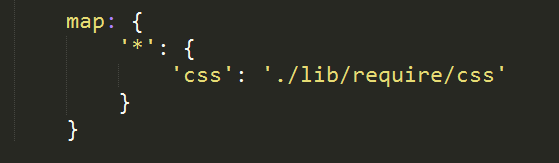 map: {
'*': {
'css': './lib/require/css'
}
}